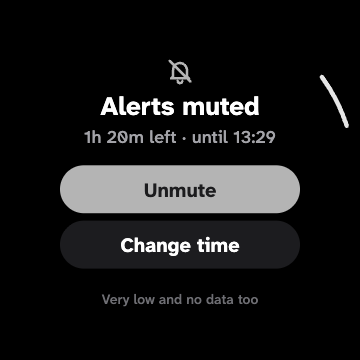 Alerts muted
1h 20m left · until 13:29
Unmute
Change time
Very low and no data too